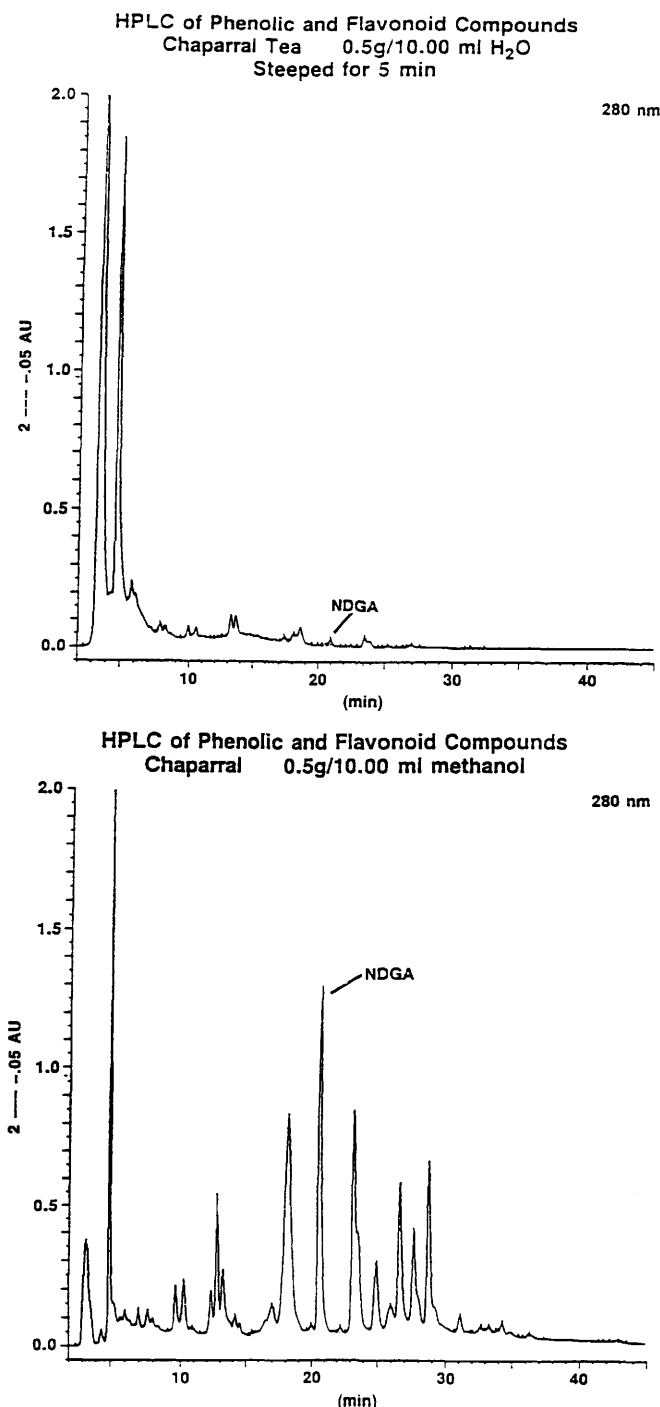 HPLC of Phenolic and Flavonoid Compounds
Chaparral Tea 0.5g/10.00 ml H₂O
Steeped for 5 min
280 nm
2.0
1.5
1.0
0.5
0.0
2 ---- -.05 AU
NDGA
10 20 30 40
(min)
HPLC of Phenolic and Flavonoid Compounds
Chaparral 0.5g/10.00 ml methanol
280 nm
2.0
1.5
1.0
0.5
0.0
2 —— -.05 AU
NDGA
10 20 30 40
(min)